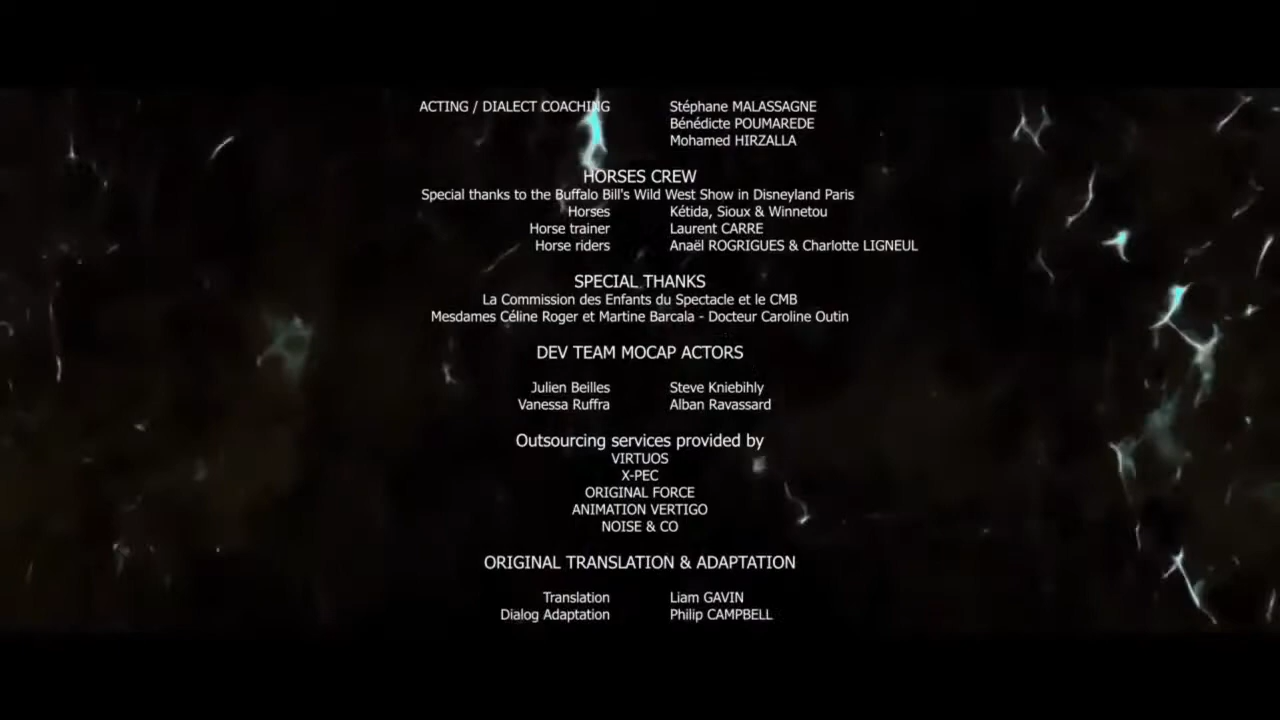 ACTING / DIALECT COACHING Stéphane MALASSAGNE
Bénédicte POUMAREDE
Mohamed HIRZALLA
HORSES CREW
Special thanks to the Buffalo Bill's Wild West Show in Disneyland Paris
Horses Kétida, Sioux & Winnetou
Horse trainer Laurent CARRE
Horse riders Anaël ROGRIGUES & Charlotte LIGNEUL
SPECIAL THANKS
La Commission des Enfants du Spectacle et le CMB
Mesdames Céline Roger et Martine Barcala - Docteur Caroline Outin
DEV TEAM MOCAP ACTORS
Julien Beilles Steve Kniebihly
Vanessa Ruffra Alban Ravassard
Outsourcing services provided by
VIRTUOS
X-PEC
ORIGINAL FORCE
ANIMATION VERTIGO
NOISE & CO
ORIGINAL TRANSLATION & ADAPTATION
Translation Liam GAVIN
Dialog Adaptation Philip CAMPBELL